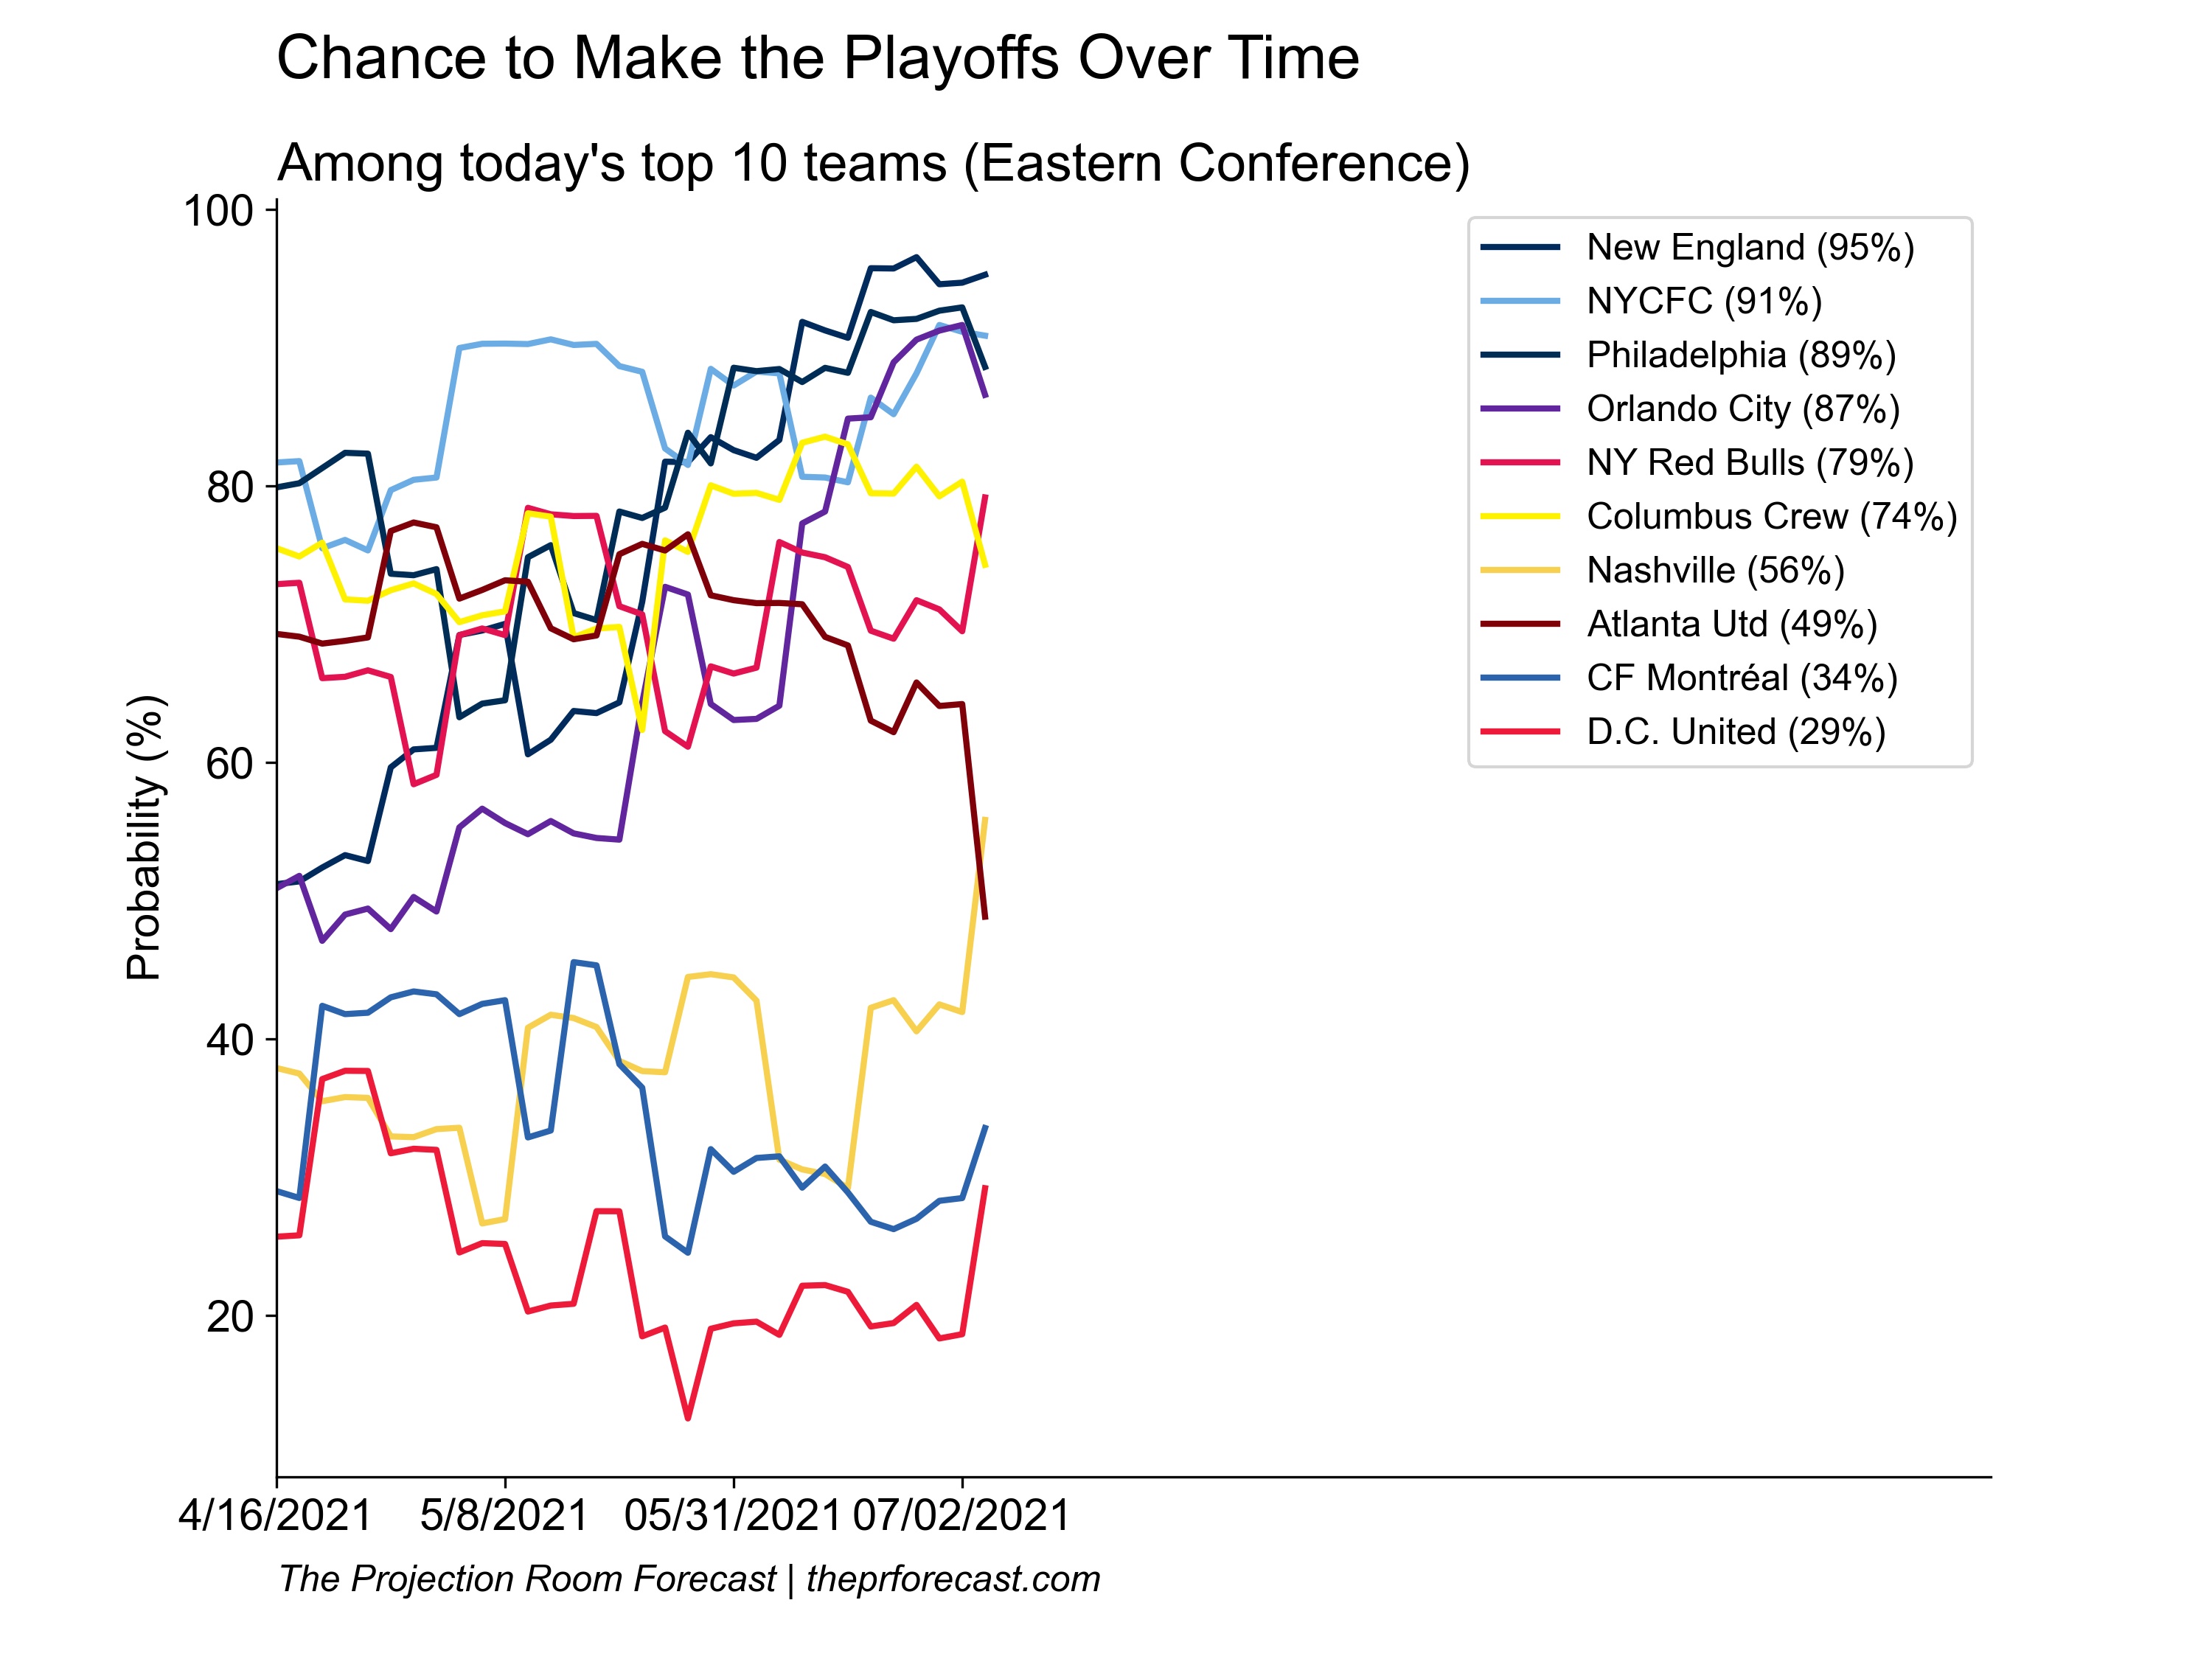 Chance to Make the Playoffs Over Time
Among today's top 10 teams (Eastern Conference)
100
80
60
40
20
Probability (%)
New England (95%)
NYCFC (91%)
Philadelphia (89%)
Orlando City (87%)
NY Red Bulls (79%)
Columbus Crew (74%)
Nashville (56%)
Atlanta Utd (49%)
CF Montréal (34%)
D.C. United (29%)
4/16/2021 5/8/2021 05/31/2021 07/02/2021
The Projection Room Forecast | theprforecast.com